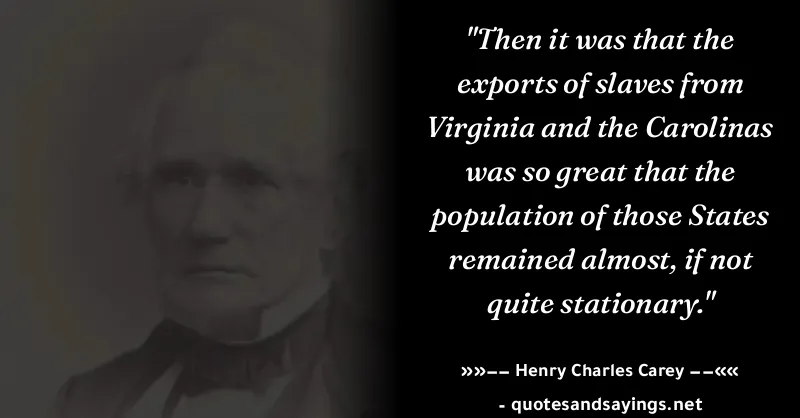 "Then it was that the
exports of slaves from
Virginia and the Carolinas
was so great that the
population of those States
remained almost, if not
quite stationary."
»»−− Henry Charles Carey −−««
- quotesandsayings.net